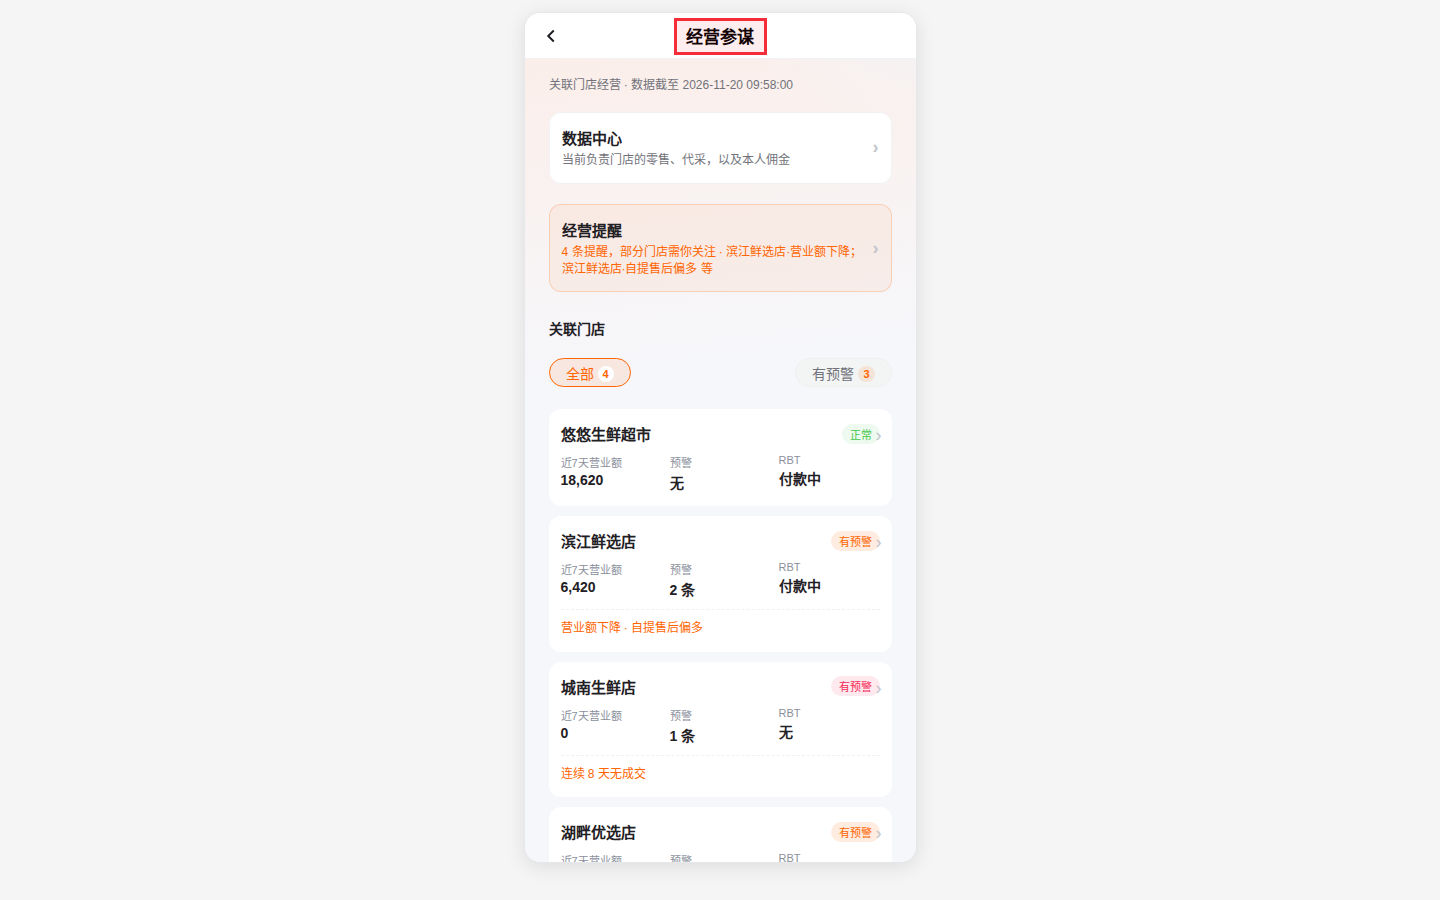 经营参谋
关联门店经营 · 数据截至 2026-11-20 09:58:00
数据中心
当前负责门店的零售、代采，以及本人佣金
经营提醒
4 条提醒，部分门店需你关注 · 滨江鲜选店·营业额下降；
滨江鲜选店·自提售后偏多 等
关联门店
全部 4
有预警 3
悠悠生鲜超市
正常
近7天营业额 预警 RBT
18,620 无 付款中
滨江鲜选店
有预警
近7天营业额 预警 RBT
6,420 2 条 付款中
营业额下降 · 自提售后偏多
城南生鲜店
有预警
近7天营业额 预警 RBT
0 1 条 无
连续 8 天无成交
湖畔优选店
有预警
近7天营业额 预警 RBT